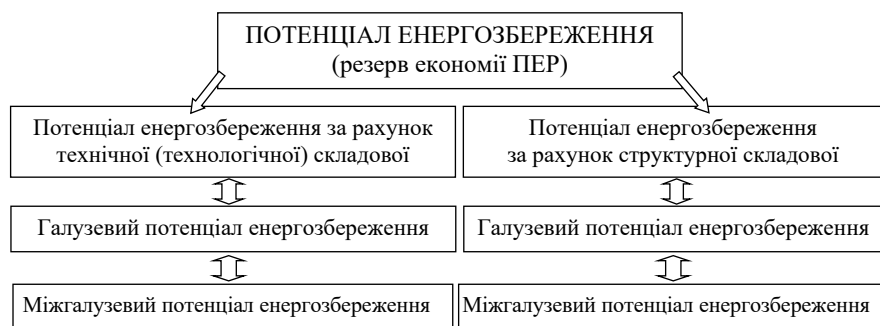 ПОТЕНЦІАЛ ЕНЕРГОЗБЕРЕЖЕННЯ
(резерв економії ПЕР)
Потенціал енергозбереження за рахунок
технічної (технологічної) складової
Потенціал енергозбереження
за рахунок структурної складової
Галузевий потенціал енергозбереження
Галузевий потенціал енергозбереження
Міжгалузевий потенціал енергозбереження
Міжгалузевий потенціал енергозбереження